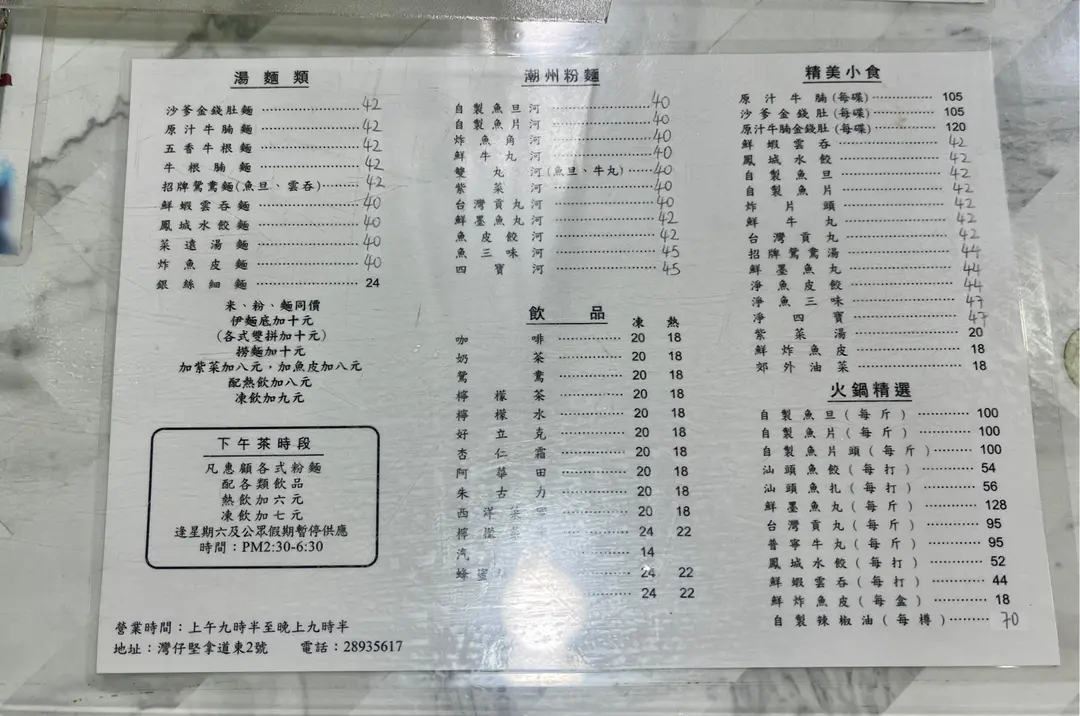 湯麵類
沙爹金錢肚麵 42
原汁牛腩麵 42
五香牛根麵 42
牛根腩麵 42
招牌鴛鴦麵(魚旦、雲吞) 42
鮮蝦雲吞麵 40
鳳城水餃麵 40
菜遠湯麵 40
炸魚皮麵 40
銀絲細麵 24
米、粉、麵同價
伊麵底加十元
(各式雙拼加十元)
撈麵加十元
加紫菜加八元，加魚皮加八元
配熱飲加八元
凍飲加九元
下午茶時段
凡惠顧各式粉麵
配各類飲品
熱飲加六元
凍飲加七元
逢星期六及公眾假期暫停供應
時間：PM2:30-6:30
營業時間：上午九時半至晚上九時半
地址：灣仔堅拿道東2號 電話：28935617
潮州粉麵
自製魚旦河 40
自製魚片河 40
炸魚角河 40
鮮牛丸河 40
雙丸河(魚旦、牛丸) 40
紫菜河 40
台灣貢丸河 40
鮮墨魚丸河 42
魚皮餃河 42
魚三味河 45
四寶河 45
飲品
凍 熱
咖啡 20 18
奶茶 20 18
鴛鴦 20 18
檸檬茶 20 18
檸檬水 20 18
好立克 20 18
杏仁霜 20 18
阿華田 20 18
朱古力 20 18
西洋菜 20 18
檸檬 24 22
汽 14
蜂蜜 24 22
24 22
精美小食
原汁牛腩(每碟) 105
沙爹金錢肚(每碟) 105
原汁牛腩金錢肚(每碟) 120
鮮蝦雲吞 42
鳳城水餃 42
自製魚旦 42
自製魚片 42
炸片頭 42
鮮牛丸 42
台灣貢丸 42
招牌鴛鴦湯 44
鮮墨魚丸 44
淨魚皮餃 44
淨魚三味 47
淨四寶 47
紫菜湯 20
鮮炸魚皮 18
郊外油菜 18
火鍋精選
自製魚旦(每斤) 100
自製魚片(每斤) 100
自製魚片頭(每斤) 100
汕頭魚餃(每打) 54
汕頭魚扎(每打) 56
鮮墨魚丸(每斤) 128
台灣貢丸(每斤) 95
普寧牛丸(每斤) 95
鳳城水餃(每打) 52
鮮蝦雲吞(每打) 44
鮮炸魚皮(每盒) 18
自製辣椒油(每樽) 70